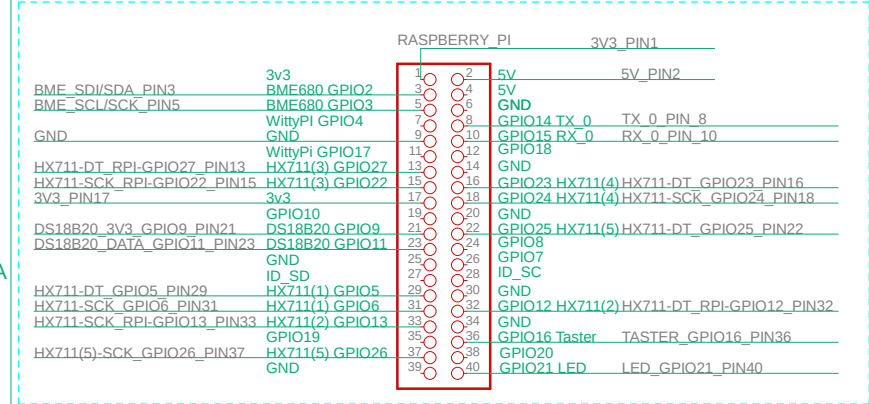 RASPBERRY_PI 3V3_PIN1
3v3 1 2 5V 5V_PIN2
BME_SDI/SDA_PIN3 BME680 GPIO2 3 4 5V
BME_SCL/SCK_PIN5 BME680 GPIO3 5 6 GND
WittyPI GPIO4 7 8 GPIO14 TX_0 TX_0_PIN_8
GND GND 9 10 GPIO15 RX_0 RX_0_PIN_10
WittyPi GPIO17 11 12 GPIO18
HX711-DT_RPI-GPIO27_PIN13 HX711(3) GPIO27 13 14 GND
HX711-SCK_RPI-GPIO22_PIN15 HX711(3) GPIO22 15 16 GPIO23 HX711(4) HX711-DT_GPIO23_PIN16
3V3_PIN17 3v3 17 18 GPIO24 HX711(4) HX711-SCK_GPIO24_PIN18
GPIO10 19 20 GND
DS18B20_3V3_GPIO9_PIN21 DS18B20 GPIO9 21 22 GPIO25 HX711(5) HX711-DT_GPIO25_PIN22
DS18B20_DATA_GPIO11_PIN23 DS18B20 GPIO11 23 24 GPIO8
GND 25 26 GPIO7
A
ID_SD 27 28 ID_SC
HX711-DT_GPIO5_PIN29 HX711(1) GPIO5 29 30 GND
HX711-SCK_GPIO6_PIN31 HX711(1) GPIO6 31 32 GPIO12 HX711(2) HX711-DT_RPI-GPIO12_PIN32
HX711-SCK_RPI-GPIO13_PIN33 HX711(2) GPIO13 33 34 GND
GPIO19 35 36 GPIO16 Taster TASTER_GPIO16_PIN36
HX711(5)-SCK_GPIO26_PIN37 HX711(5) GPIO26 37 38 GPIO20
GND 39 40 GPIO21 LED LED_GPIO21_PIN40